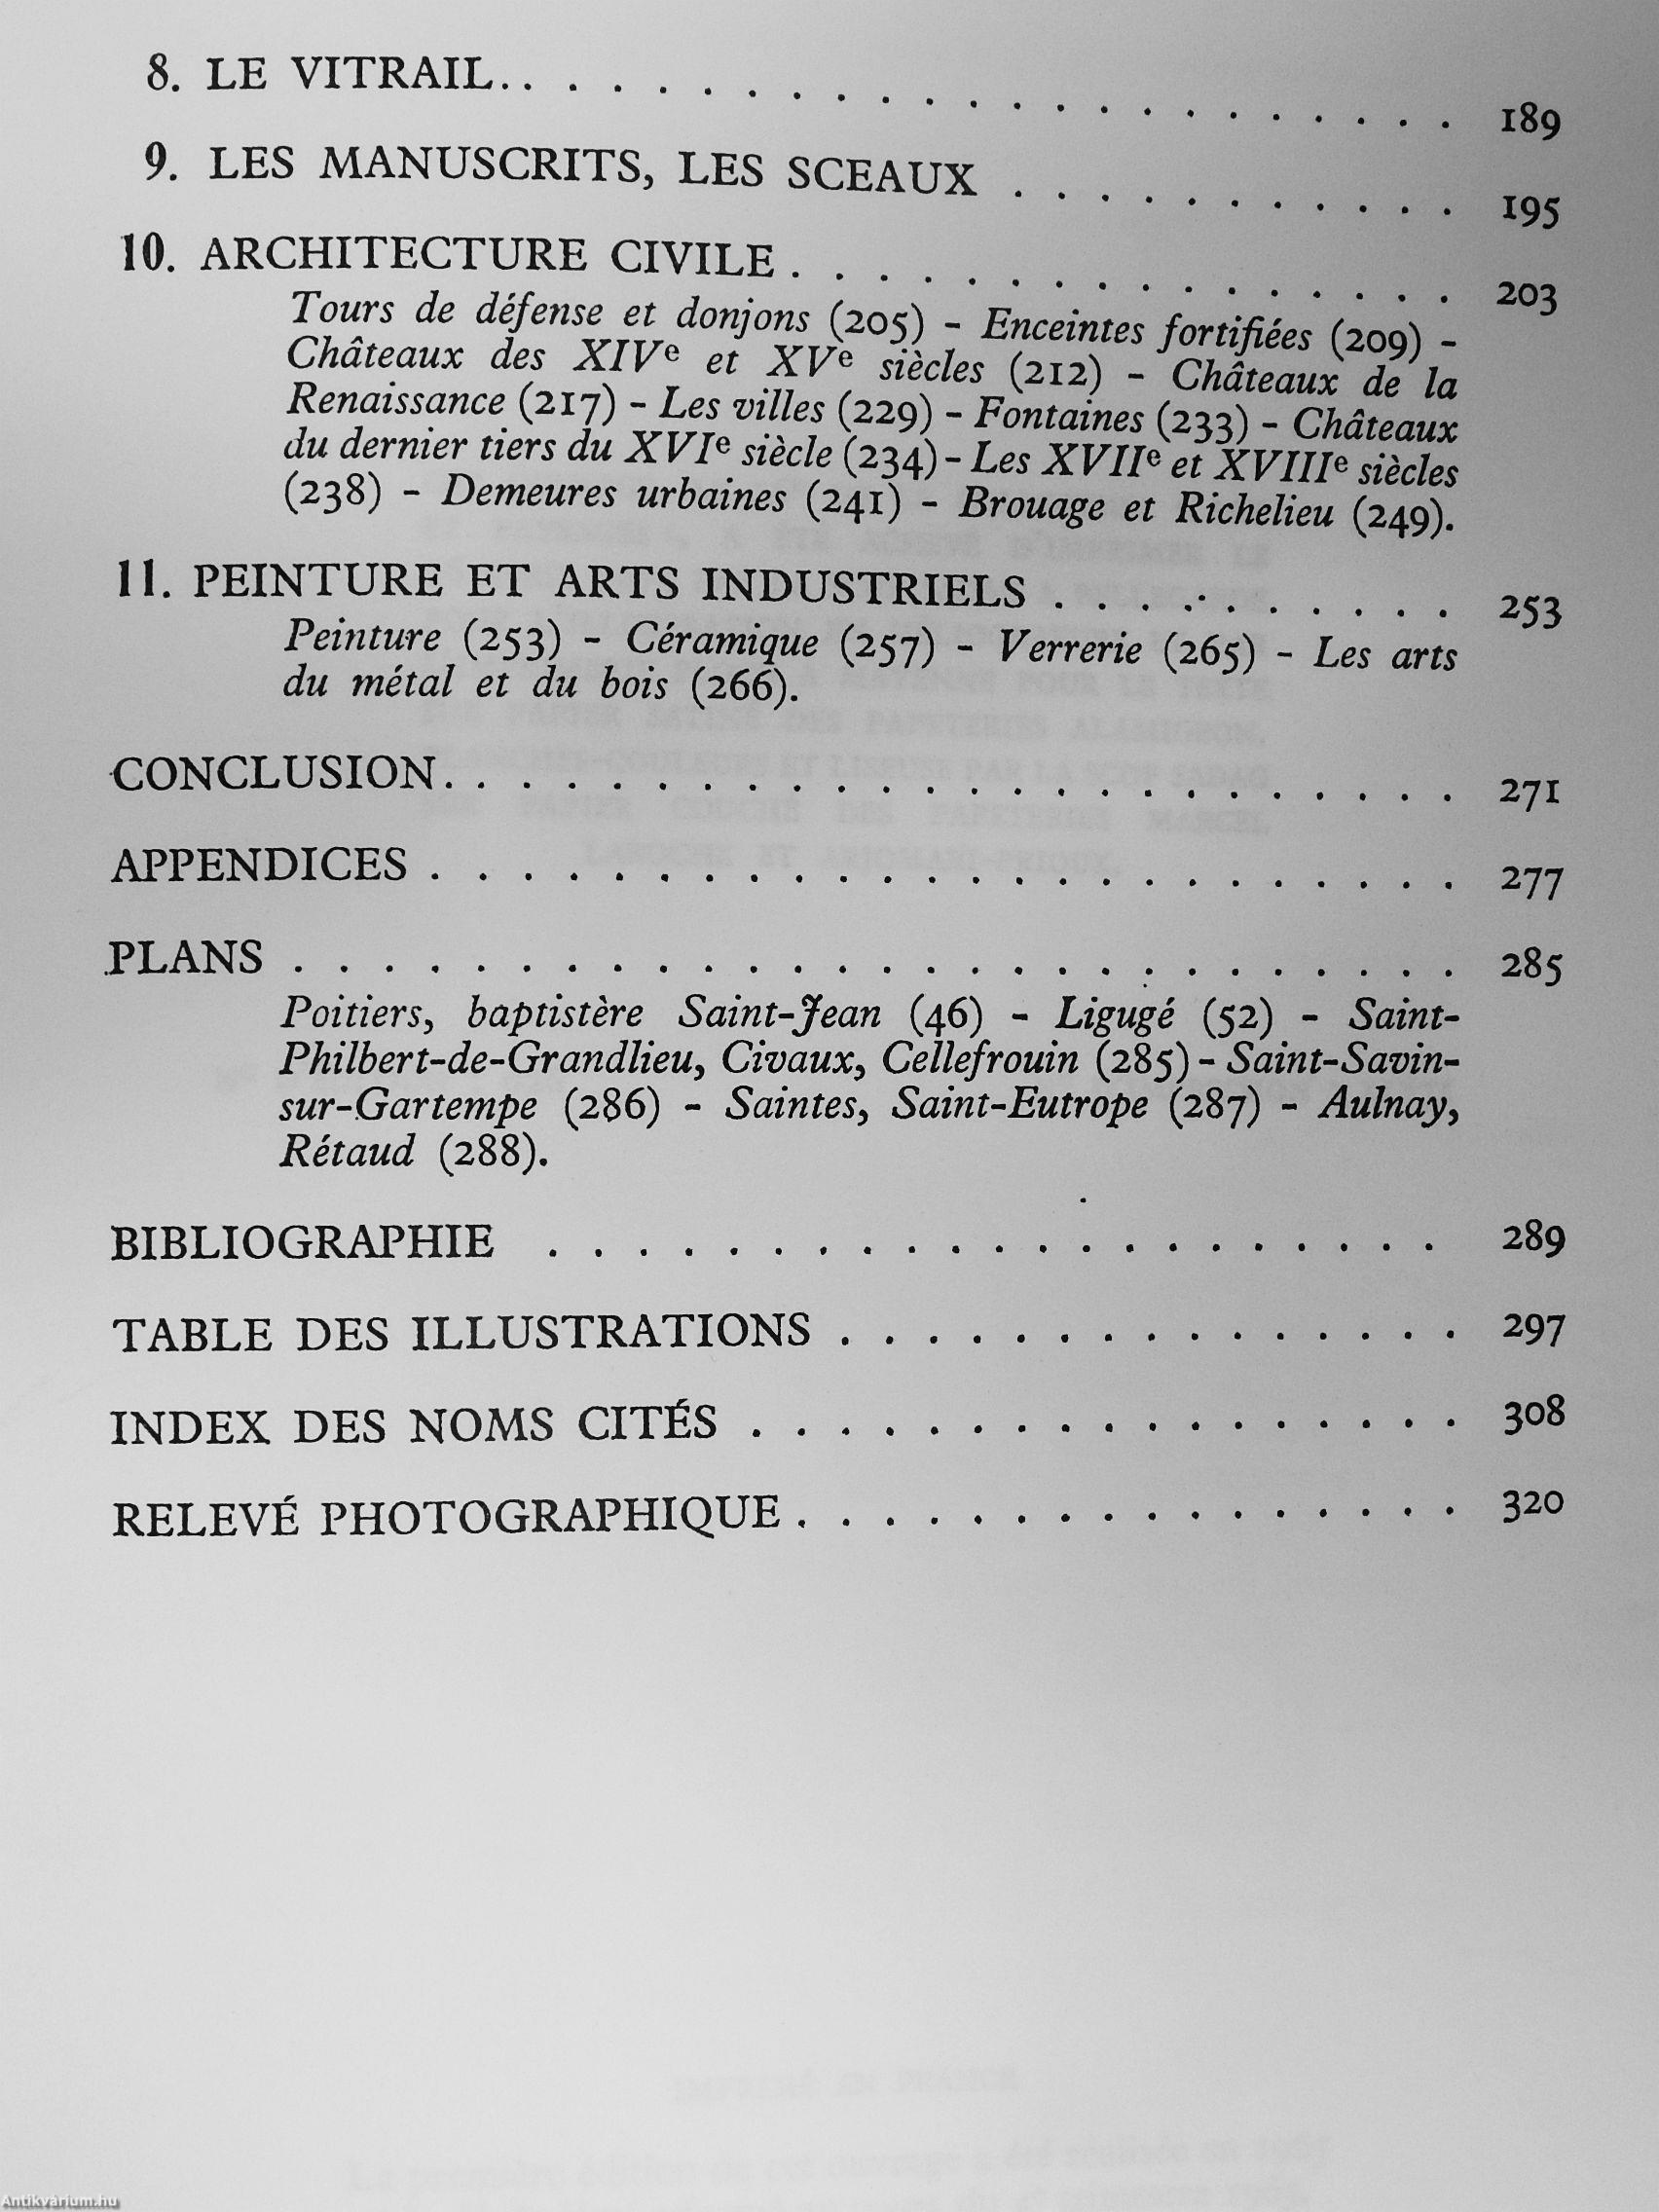 8. LE VITRAIL. . . . . . . . . . . . . . . . . . . . . . . 189
9. LES MANUSCRITS, LES SCEAUX . . . . . . . . . . . 195
10. ARCHITECTURE CIVILE . . . . . . . . . . . . . . . . 203
Tours de défense et donjons (205) - Enceintes fortifiées (209) -
Châteaux des XIVe et XVe siècles (212) - Châteaux de la
Renaissance (217) - Les villes (229) - Fontaines (233) - Châteaux
du dernier tiers du XVIe siècle (234) - Les XVIIe et XVIIIe siècles
(238) - Demeures urbaines (241) - Brouage et Richelieu (249).
11. PEINTURE ET ARTS INDUSTRIELS . . . . . . . . . . 253
Peinture (253) - Céramique (257) - Verrerie (265) - Les arts
du métal et du bois (266).
CONCLUSION. . . . . . . . . . . . . . . . . . . . . . . . 271
APPENDICES . . . . . . . . . . . . . . . . . . . . . . . . 277
PLANS . . . . . . . . . . . . . . . . . . . . . . . . . . . 285
Poitiers, baptistère Saint-Jean (46) - Ligugé (52) - Saint-
Philbert-de-Grandlieu, Civaux, Cellefrouin (285) - Saint-Savin-
sur-Gartempe (286) - Saintes, Saint-Eutrope (287) - Aulnay,
Rétaud (288).
BIBLIOGRAPHIE . . . . . . . . . . . . . . . . . . . . . 289
TABLE DES ILLUSTRATIONS . . . . . . . . . . . . . . . 297
INDEX DES NOMS CITÉS . . . . . . . . . . . . . . . . . 308
RELEVÉ PHOTOGRAPHIQUE . . . . . . . . . . . . . . . . 320
Antikvárium.hu